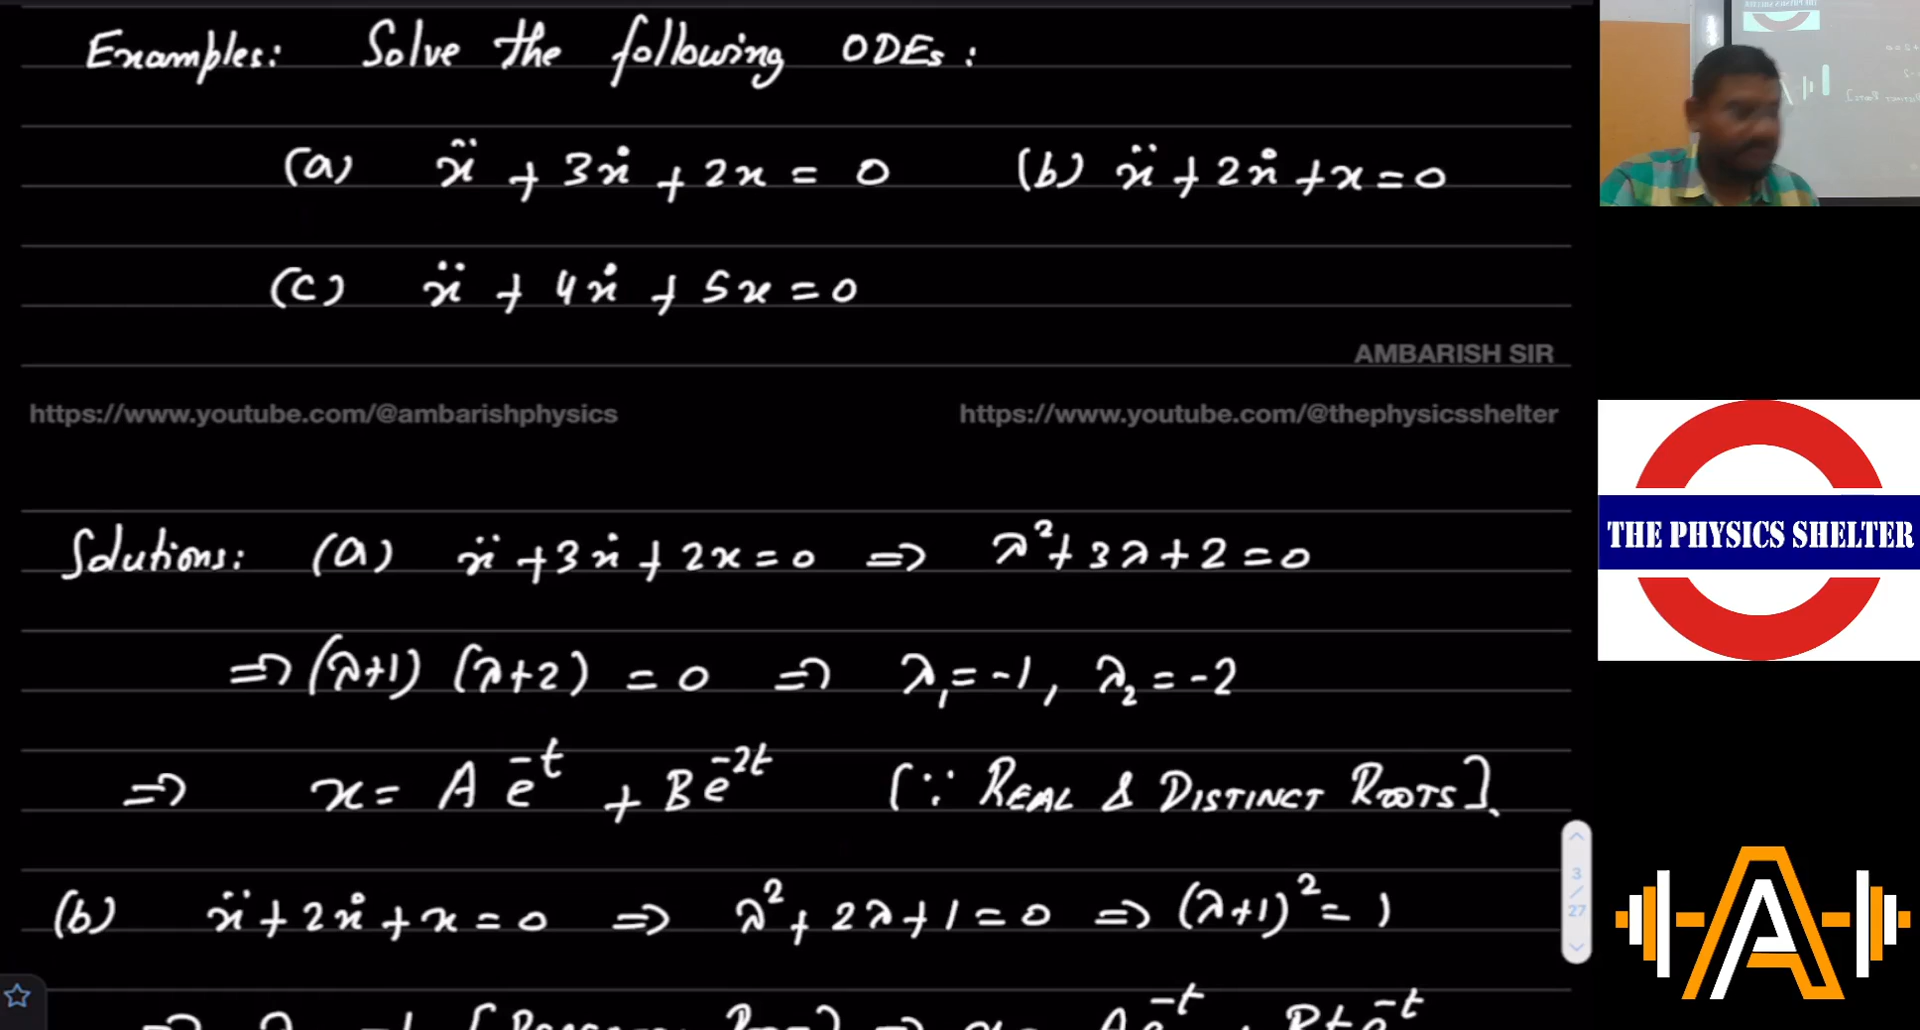 Examples: Solve the following ODEs:
(a) ẍ + 3ẋ + 2x = 0 (b) ẍ + 2ẋ + x = 0
(c) ẍ + 4ẋ + 5x = 0
AMBARISH SIR
https://www.youtube.com/@ambarishphysics https://www.youtube.com/@thephysicsshelter
THE PHYSICS SHELTER
Solutions: (a) ẍ + 3ẋ + 2x = 0 ⇒ λ² + 3λ + 2 = 0
⇒ (λ+1) (λ+2) = 0 ⇒ λ₁ = -1, λ₂ = -2
⇒ x = A e^{-t} + B e^{-2t} [∵ REAL & DISTINCT ROOTS].
3 / 27
(b) ẍ + 2ẋ + x = 0 ⇒ λ² + 2λ + 1 = 0 ⇒ (λ+1)² = 1